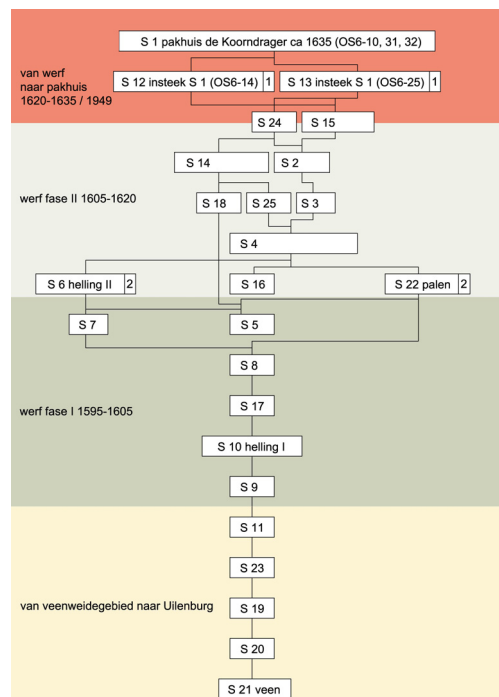 S 1 pakhuis de Koorndrager ca 1635 (OS6-10, 31, 32)
van werf
naar pakhuis
1620-1635 / 1949
S 12 insteek S 1 (OS6-14) 1
S 13 insteek S 1 (OS6-25) 1
S 24
S 15
S 14
S 2
werf fase II 1605-1620
S 18
S 25
S 3
S 4
S 6 helling II 2
S 16
S 22 palen 2
S 7
S 5
S 8
werf fase I 1595-1605
S 17
S 10 helling I
S 9
S 11
S 23
van veenweidegebied naar Uilenburg
S 19
S 20
S 21 veen